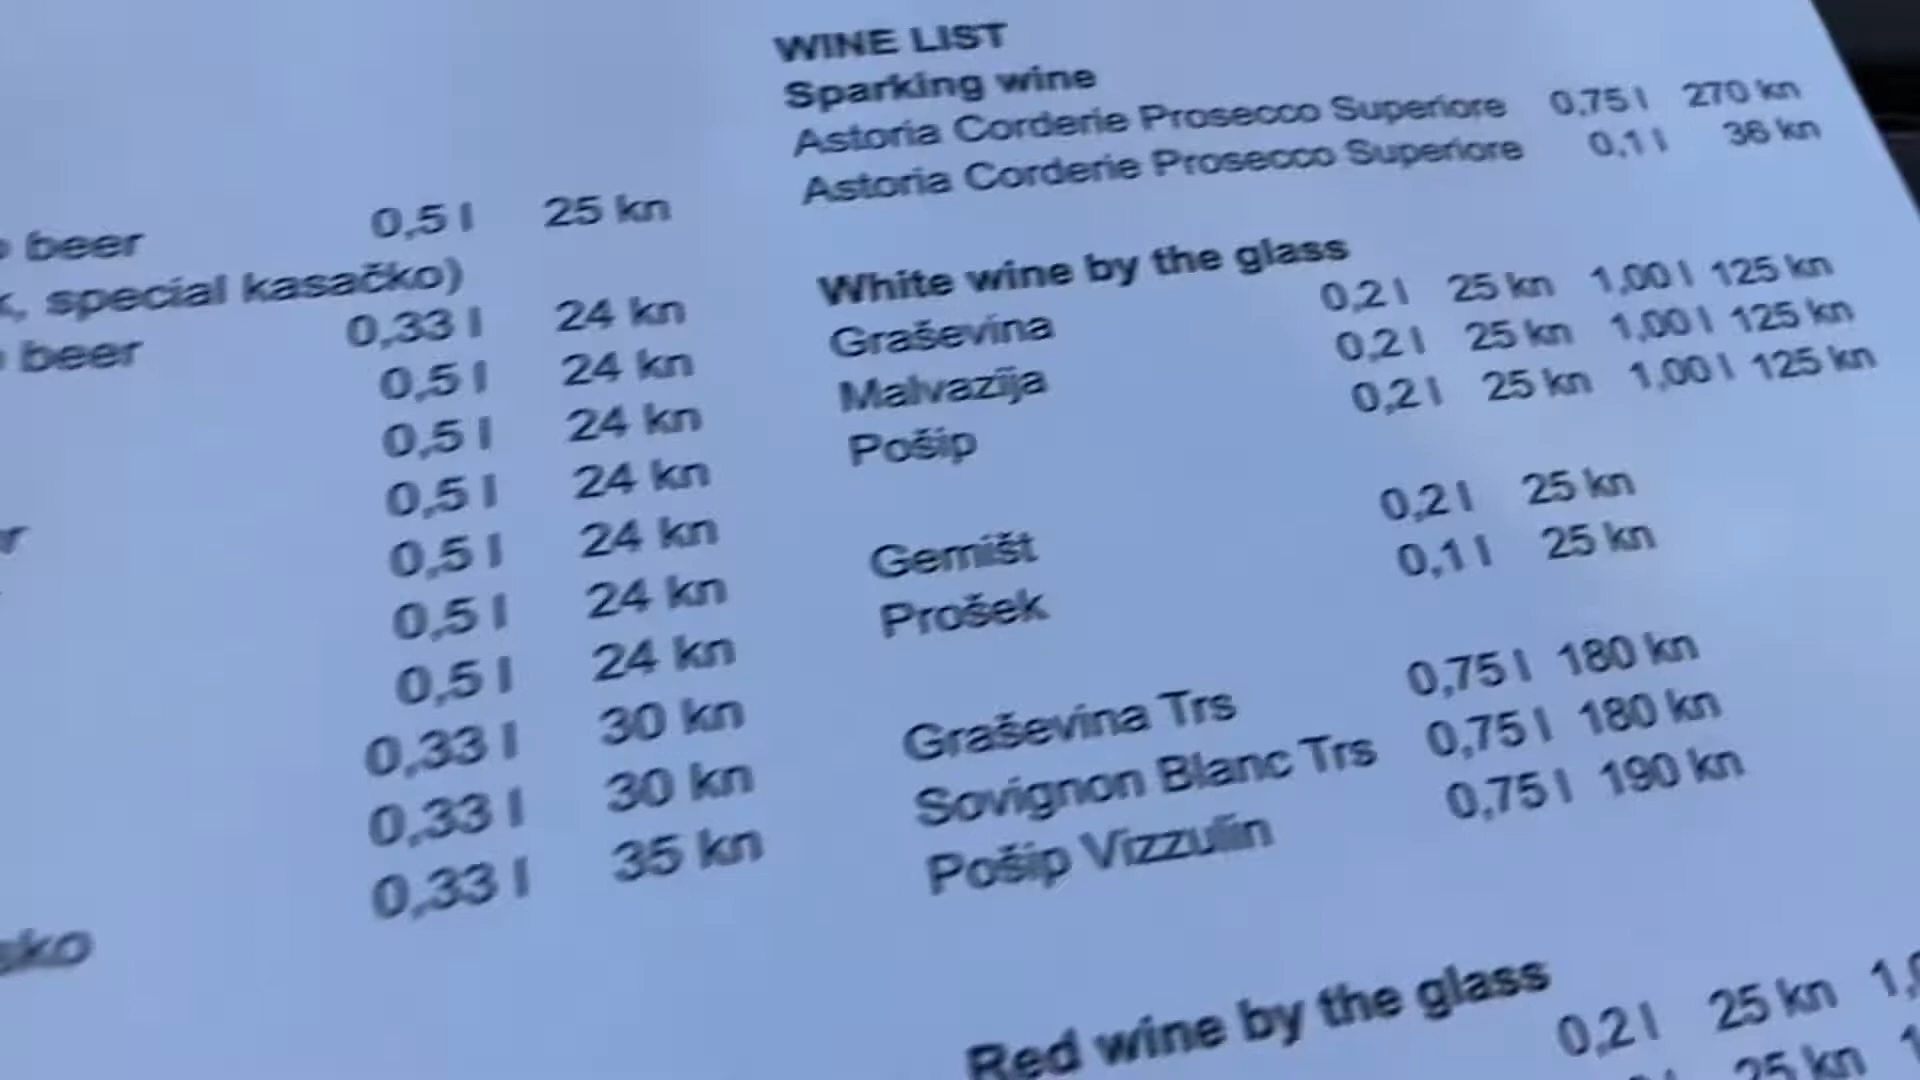 beer 0,5 l 25 kn
special kasačko)
beer 0,33 l 24 kn
0,5 l 24 kn
0,5 l 24 kn
0,5 l 24 kn
0,5 l 24 kn
0,5 l 24 kn
0,5 l 24 kn
0,33 l 30 kn
0,33 l 30 kn
0,33 l 35 kn
WINE LIST
Sparking wine
Astoria Corderie Prosecco Superiore 0,75 l 270 kn
Astoria Corderie Prosecco Superiore 0,1 l 36 kn
White wine by the glass
Graševina 0,2 l 25 kn 1,00 l 125 kn
Malvazija 0,2 l 25 kn 1,00 l 125 kn
Pošip 0,2 l 25 kn 1,00 l 125 kn
Gemišt 0,2 l 25 kn
Prošek 0,1 l 25 kn
Graševina Trs 0,75 l 180 kn
Sovignon Blanc Trs 0,75 l 180 kn
Pošip Vizzulin 0,75 l 190 kn
Red wine by the glass
0,2 l 25 kn
25 kn